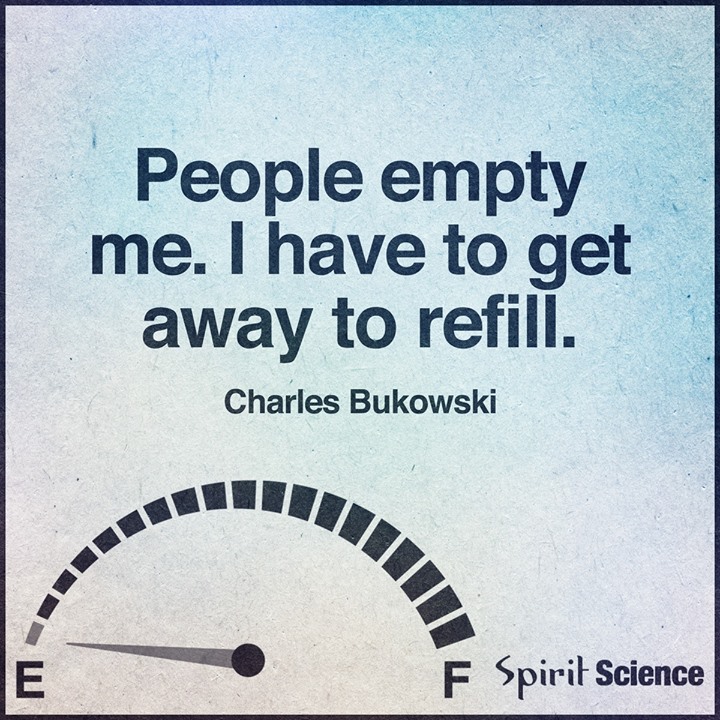 People empty
me. I have to get
away to refill.
Charles Bukowski
E
F
Spirit Science